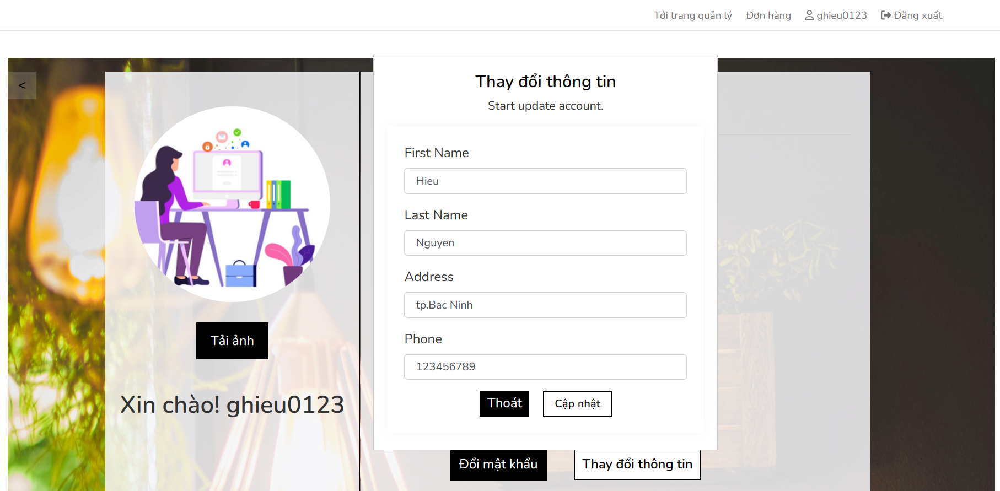 Tới trang quản lý Đơn hàng ghieu0123 Đăng xuất
<
Thay đổi thông tin
Start update account.
First Name
Hieu
Last Name
Nguyen
Address
tp.Bac Ninh
Phone
123456789
Thoát Cập nhật
Tải ảnh
Xin chào! ghieu0123
Đổi mật khẩu Thay đổi thông tin